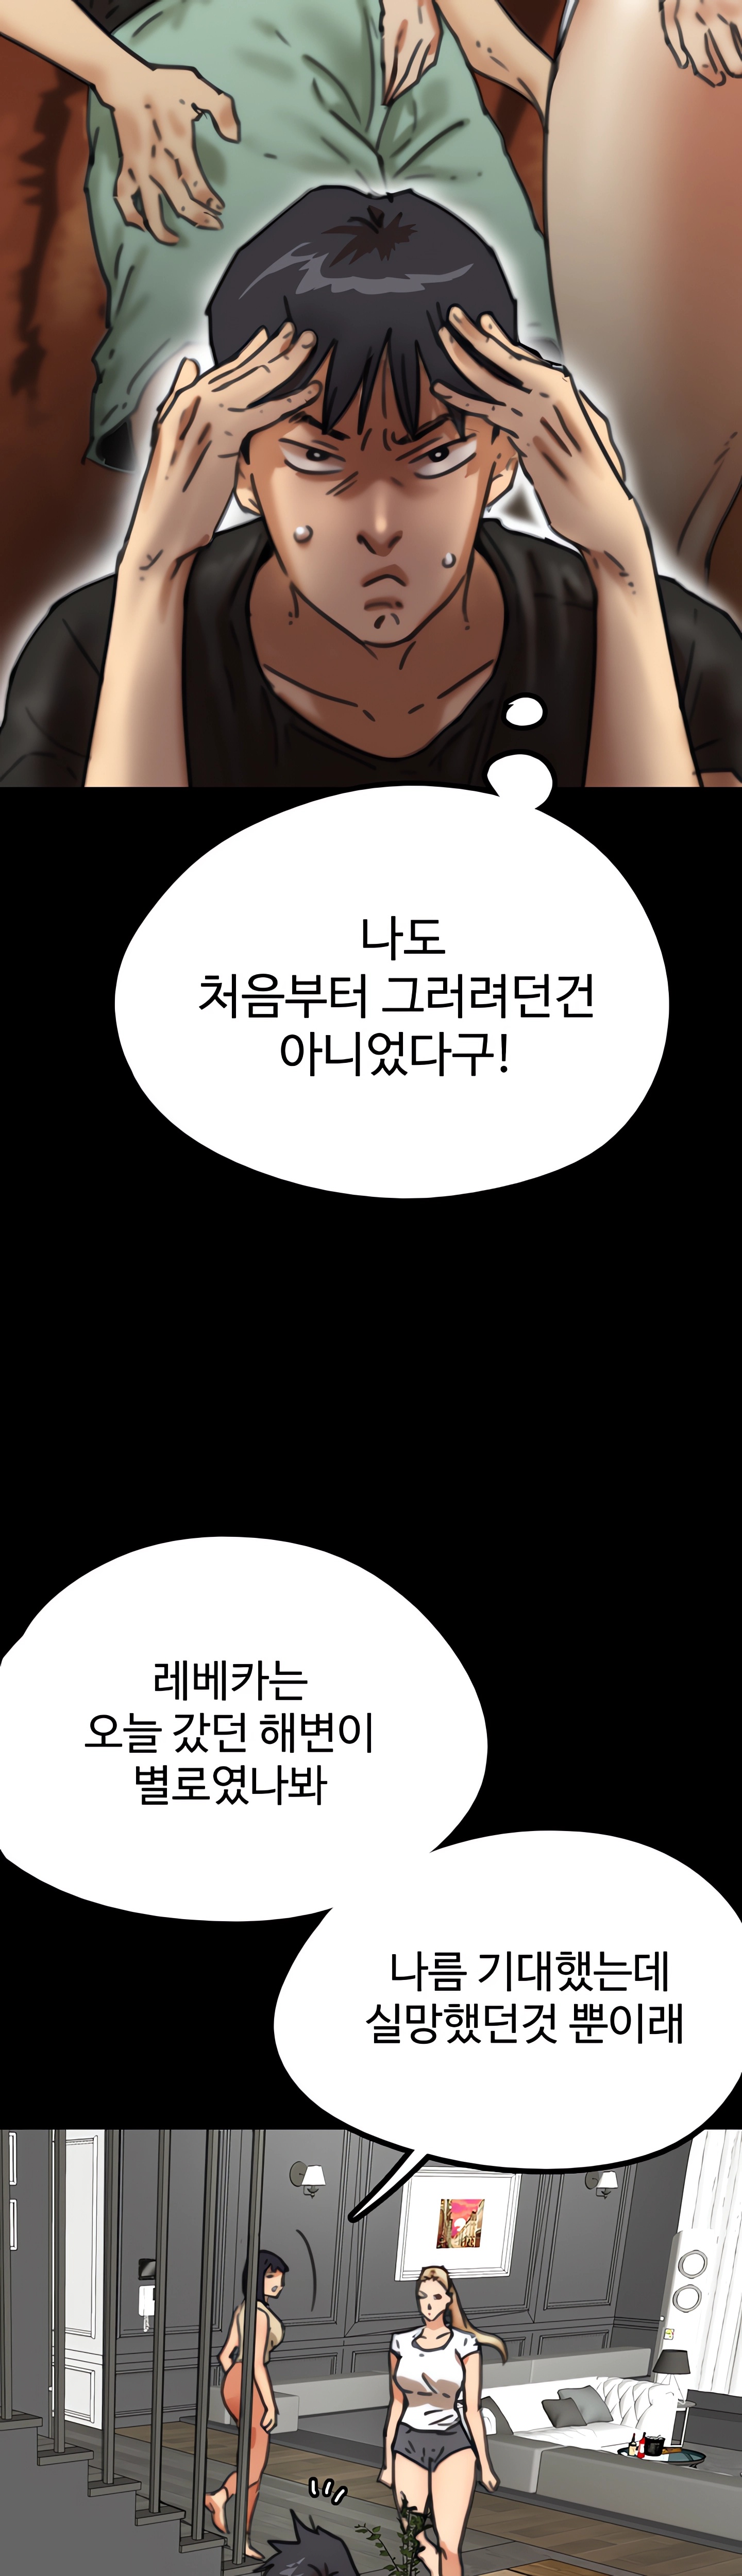 나도
처음부터 그러려던건
아니었다구!
레베카는
오늘 갔던 해변이
별로였나봐
나름 기대했는데
실망했던것 뿐이래